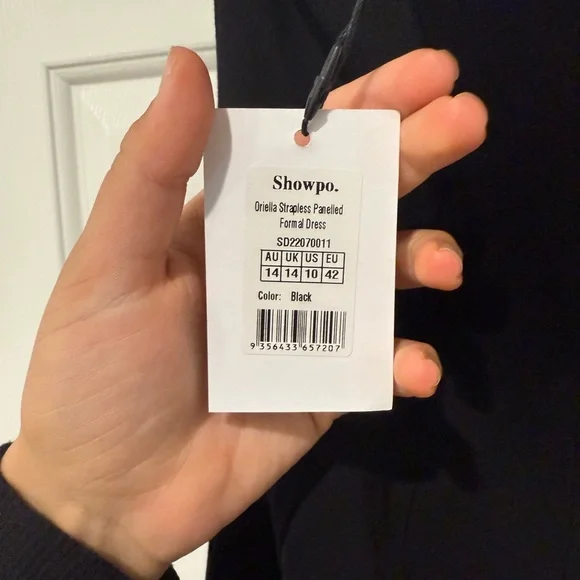 Showpo.
Oriella Strapless Panelled
Formal Dress
SD22070011
AU UK US EU
14 14 10 42
Color: Black
9 356433 657207